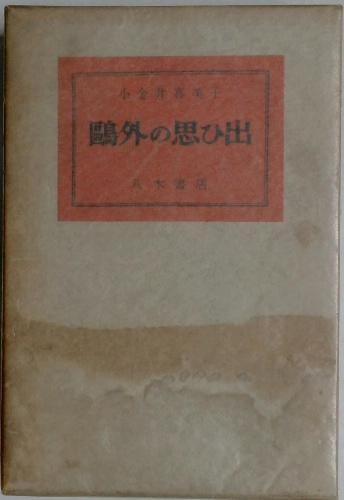 小金井喜美子
鷗外の思ひ出
八木書店